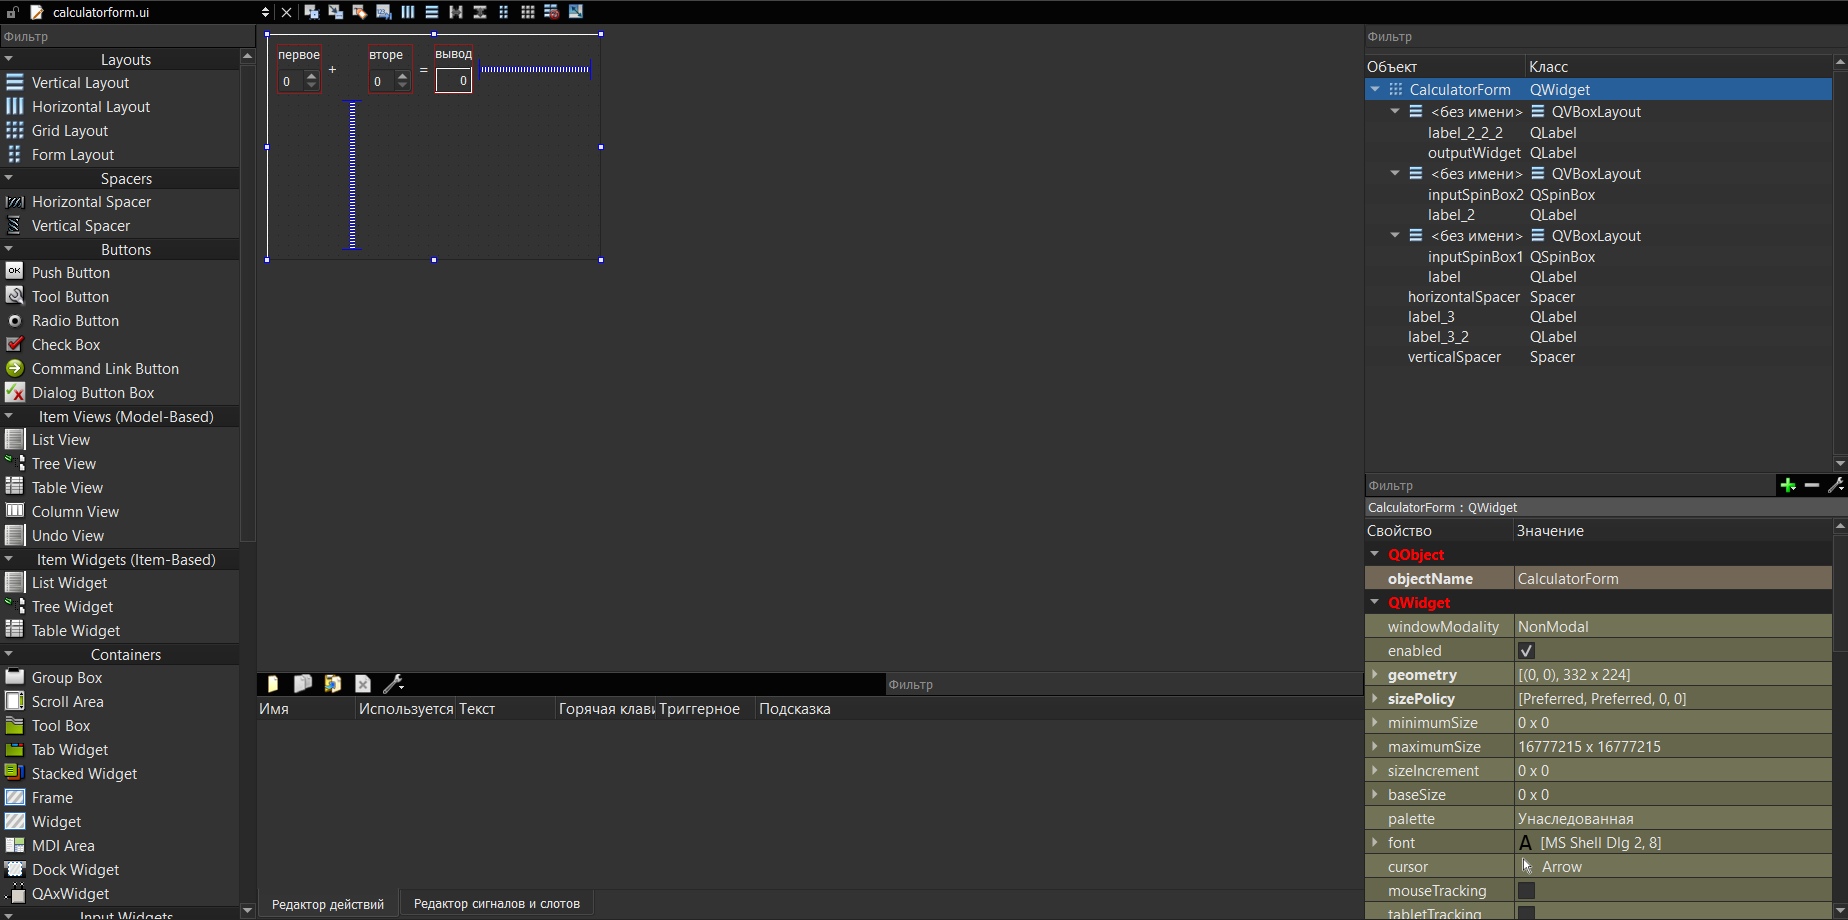 calculatorform.ui
Фильтр
Layouts
Vertical Layout
Horizontal Layout
Grid Layout
Form Layout
Spacers
Horizontal Spacer
Vertical Spacer
Buttons
OK Push Button
Tool Button
Radio Button
Check Box
Command Link Button
Dialog Button Box
Item Views (Model-Based)
List View
Tree View
Table View
Column View
Undo View
Item Widgets (Item-Based)
List Widget
Tree Widget
Table Widget
Containers
Group Box
Scroll Area
Tool Box
Tab Widget
Stacked Widget
Frame
Widget
MDI Area
Dock Widget
QAxWidget
Input Widgets
первое вторе вывод
0 + 0 = 0
Имя Используется Текст Горячая клави Триггерное Подсказка
Фильтр
Редактор действий Редактор сигналов и слотов
Фильтр
Объект Класс
CalculatorForm QWidget
<без имени> QVBoxLayout
label_2_2_2 QLabel
outputWidget QLabel
<без имени> QVBoxLayout
inputSpinBox2 QSpinBox
label_2 QLabel
<без имени> QVBoxLayout
inputSpinBox1 QSpinBox
label QLabel
horizontalSpacer Spacer
label_3 QLabel
label_3_2 QLabel
verticalSpacer Spacer
Фильтр
CalculatorForm : QWidget
Свойство Значение
QObject
objectName CalculatorForm
QWidget
windowModality NonModal
enabled
geometry [(0, 0), 332 x 224]
sizePolicy [Preferred, Preferred, 0, 0]
minimumSize 0 x 0
maximumSize 16777215 x 16777215
sizeIncrement 0 x 0
baseSize 0 x 0
palette Унаследованная
font A [MS Shell Dlg 2, 8]
cursor Arrow
mouseTracking
tabletTracking